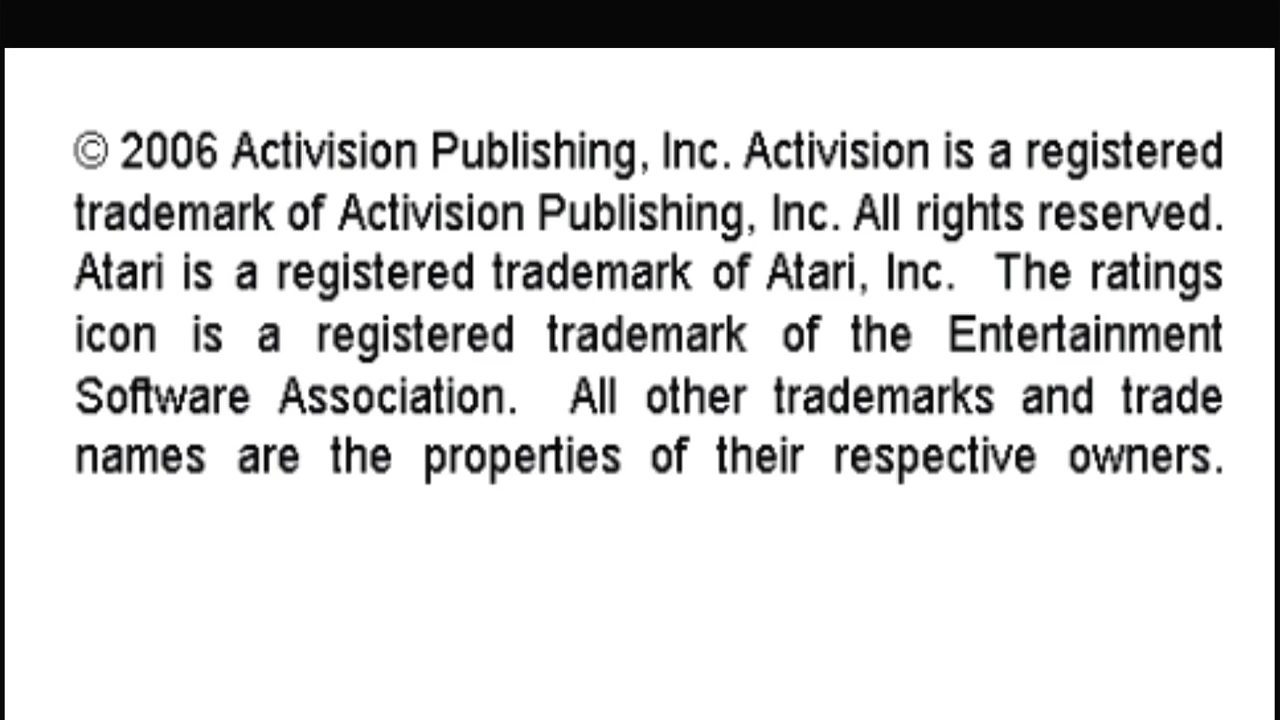 © 2006 Activision Publishing, Inc. Activision is a registered
trademark of Activision Publishing, Inc. All rights reserved.
Atari is a registered trademark of Atari, Inc. The ratings
icon is a registered trademark of the Entertainment
Software Association. All other trademarks and trade
names are the properties of their respective owners.